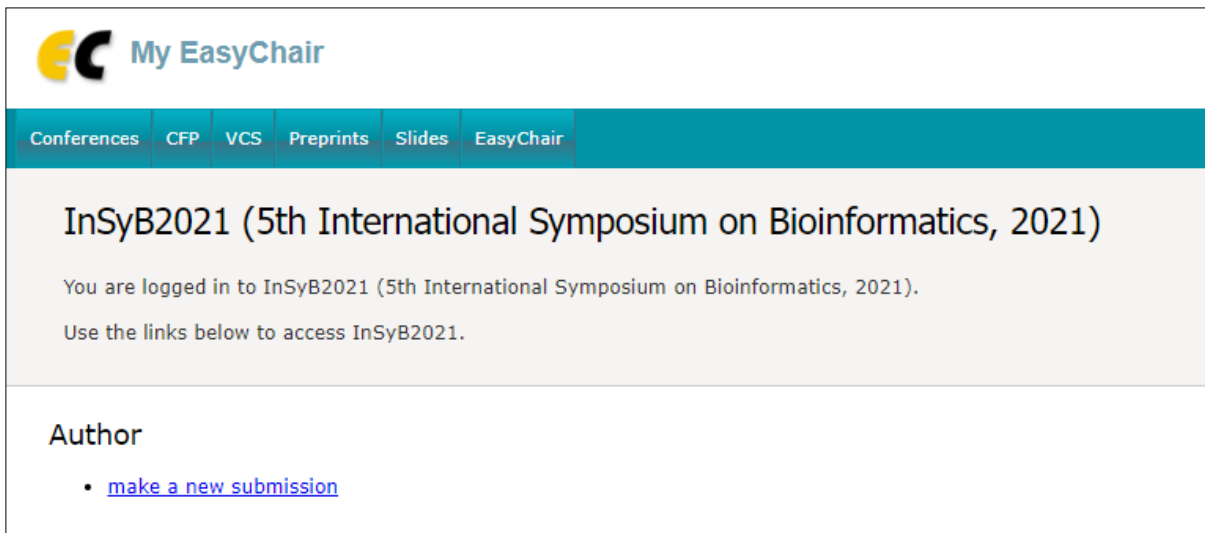 EC My EasyChair
Conferences CFP VCS Preprints Slides EasyChair
InSyB2021 (5th International Symposium on Bioinformatics, 2021)
You are logged in to InSyB2021 (5th International Symposium on Bioinformatics, 2021).
Use the links below to access InSyB2021.
Author
• make a new submission